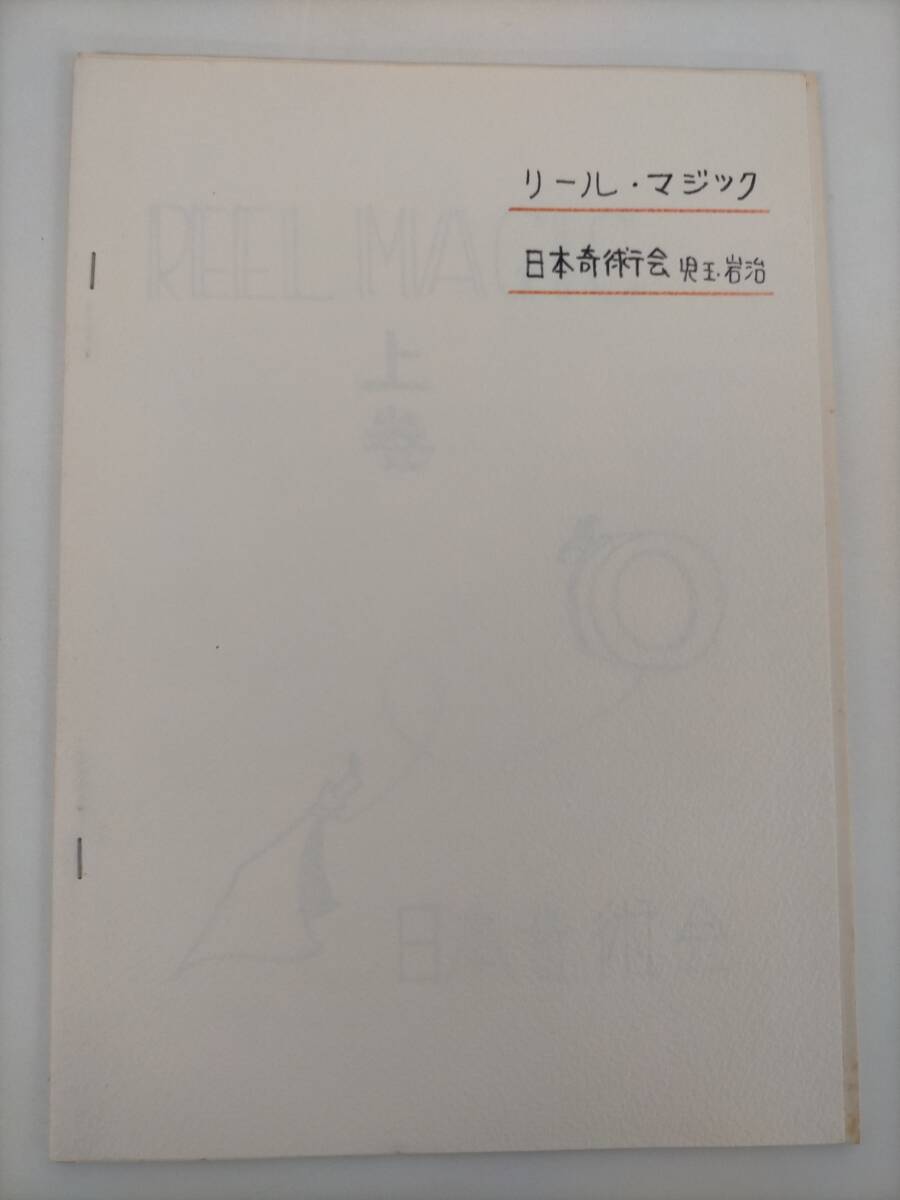 リール・マジック
日本奇術会 児玉・岩治
REEL MAGIC
上
巻
日本奇術会